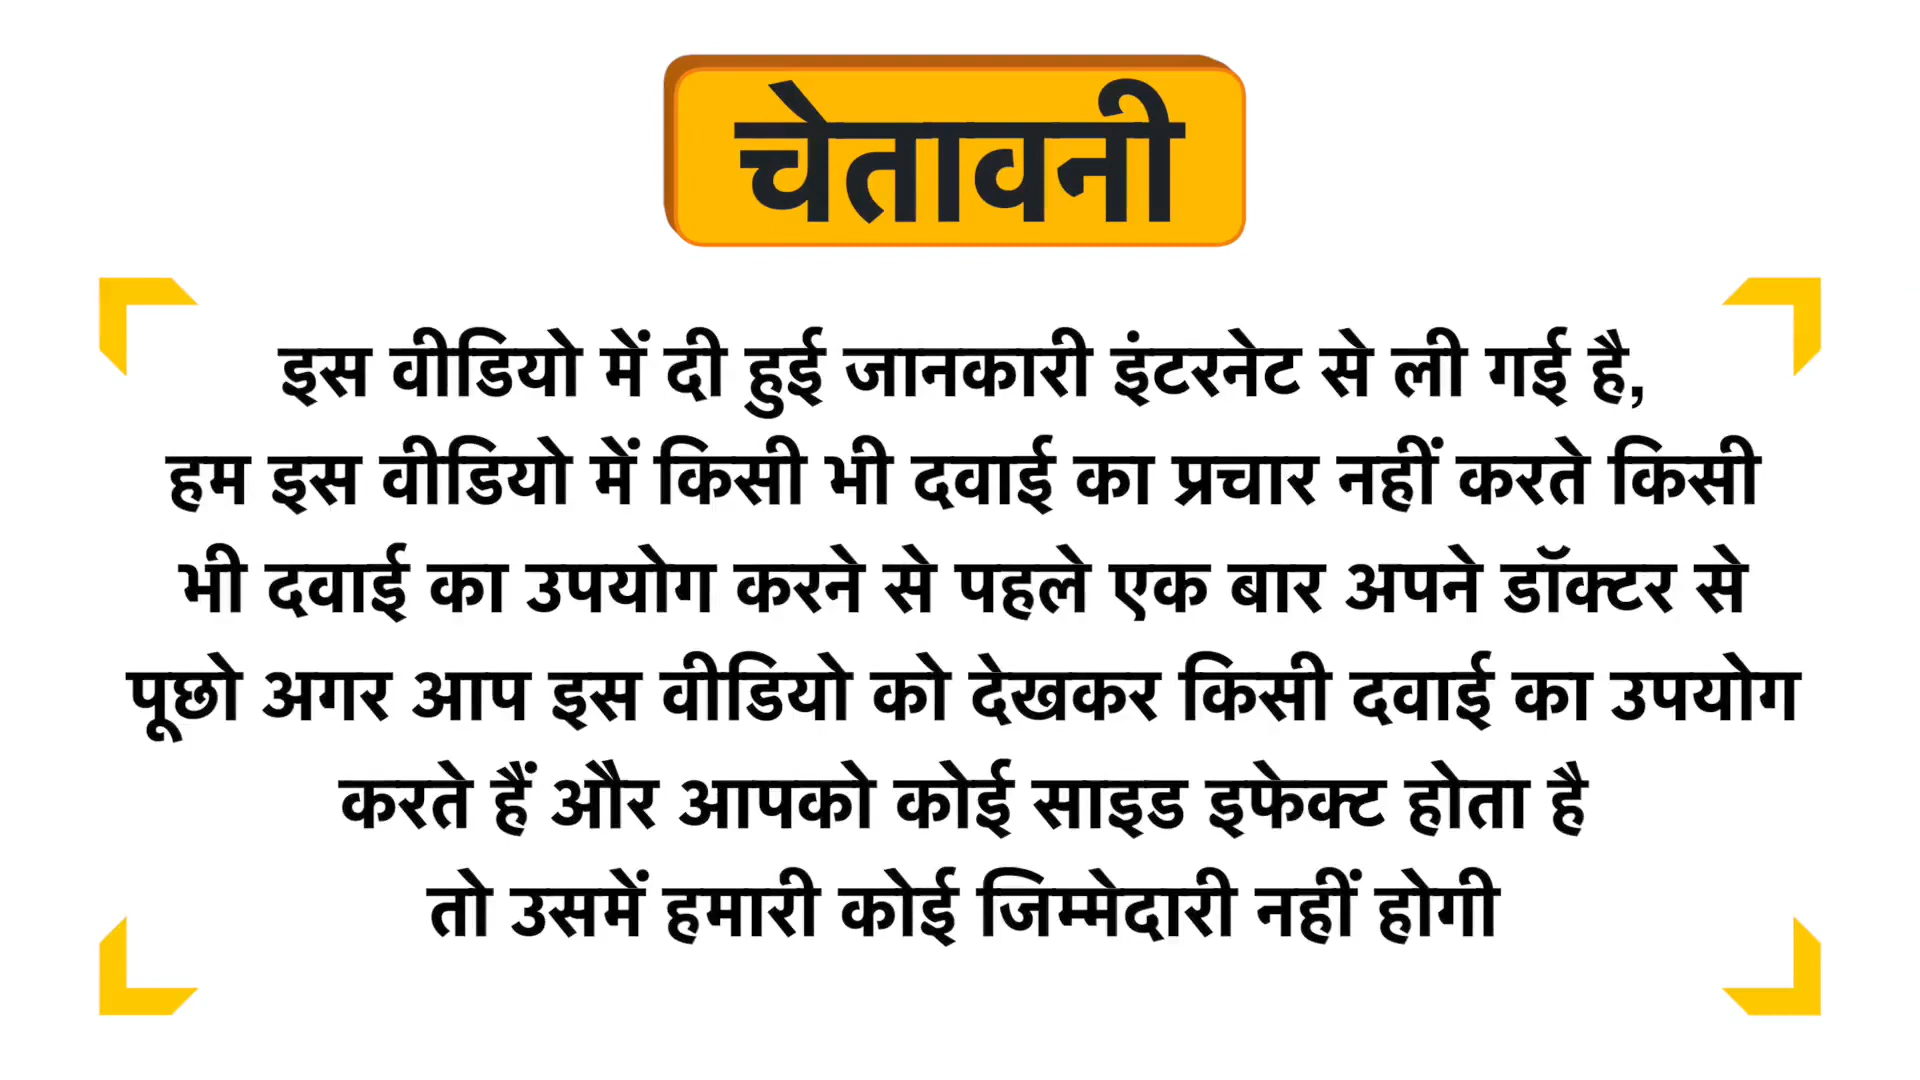 चेतावनी
इस वीडियो में दी हुई जानकारी इंटरनेट से ली गई है,
हम इस वीडियो में किसी भी दवाई का प्रचार नहीं करते किसी
भी दवाई का उपयोग करने से पहले एक बार अपने डॉक्टर से
पूछो अगर आप इस वीडियो को देखकर किसी दवाई का उपयोग
करते हैं और आपको कोई साइड इफेक्ट होता है
तो उसमें हमारी कोई जिम्मेदारी नहीं होगी